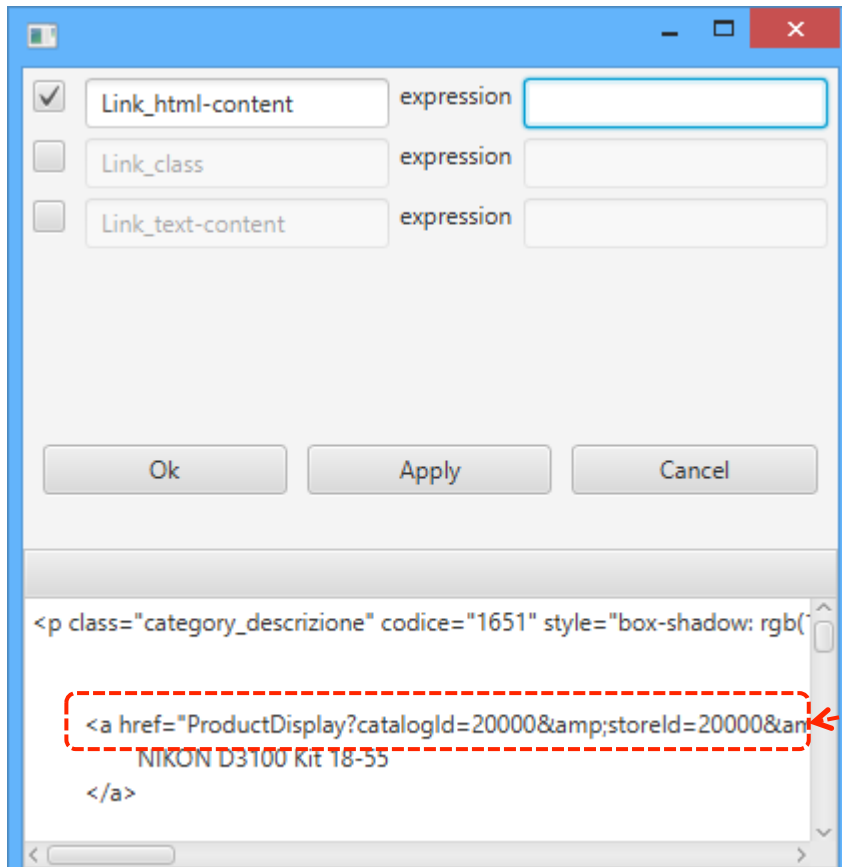 Link_html-content expression
Link_class expression
Link_text-content expression
Ok Apply Cancel
<p class="category_descrizione" codice="1651" style="box-shadow: rgb(
<a href="ProductDisplay?catalogId=20000&amp;storeId=20000&am
NIKON D3100 Kit 18-55
</a>